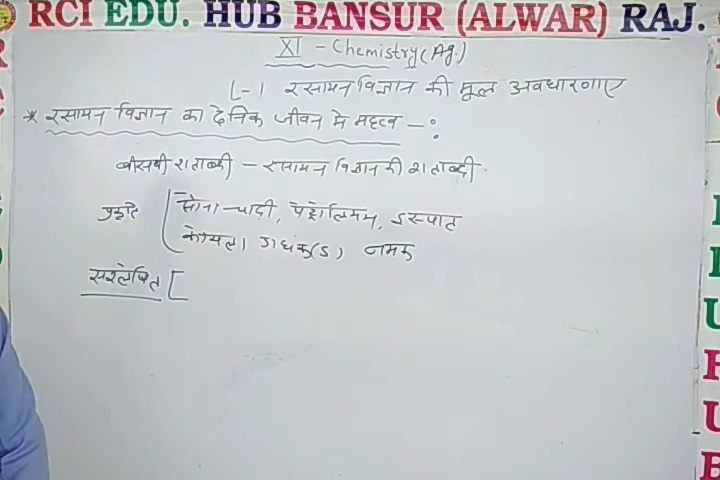 RCI EDU. HUB BANSUR (ALWAR) RAJ.
XI - Chemistry (Ag.)
L-1 रसायन विज्ञान की मूल अवधारणाएं
* रसायन विज्ञान का दैनिक जीवन में महत्व -:
बीसवी शताब्दी - रसायन विज्ञान की शताब्दी.
सोना-चादी, पेट्रोलियम, इस्पात
कोयला गंधक(S) नमक
संश्लेषित [